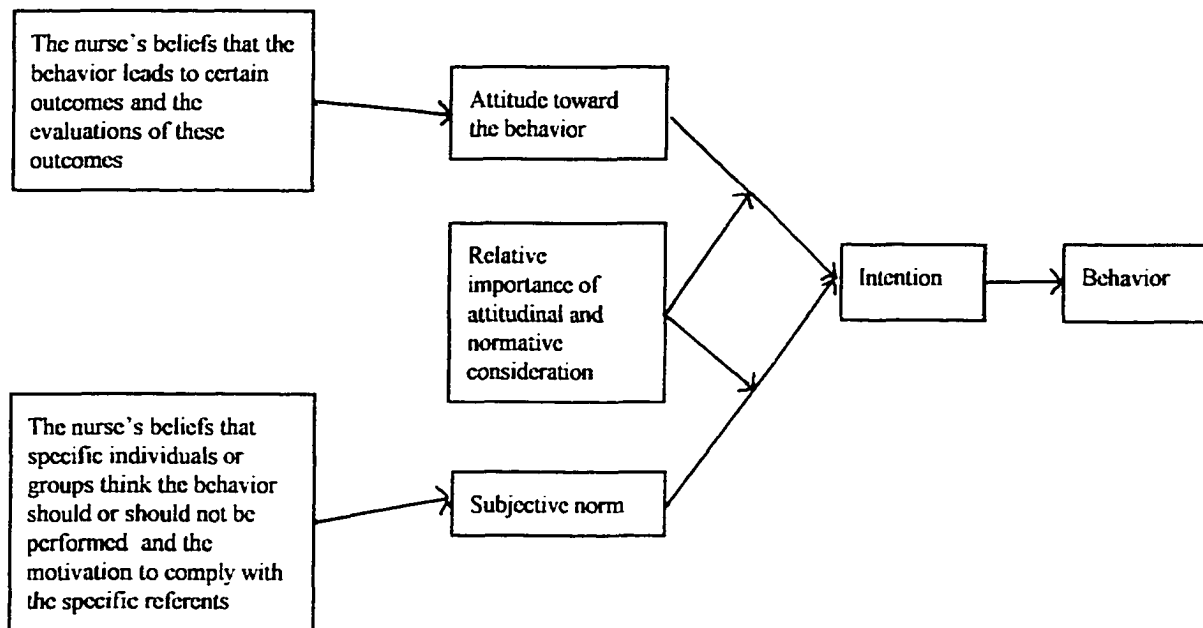 The nurse's beliefs that the
behavior leads to certain
outcomes and the
evaluations of these
outcomes
Attitude toward
the behavior
Relative
importance of
attitudinal and
normative
consideration
Intention
Behavior
The nurse's beliefs that
specific individuals or
groups think the behavior
should or should not be
performed and the
motivation to comply with
the specific referents
Subjective norm